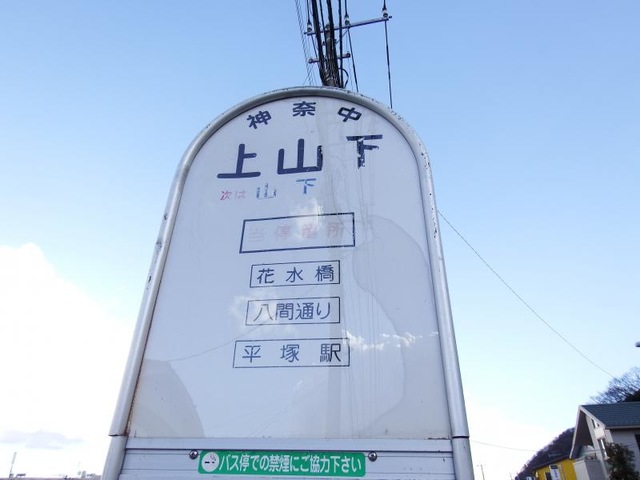 神奈中
上山下
次は 山下
当停留所
花水橋
八間通り
平塚駅
バス停での禁煙にご協力下さい